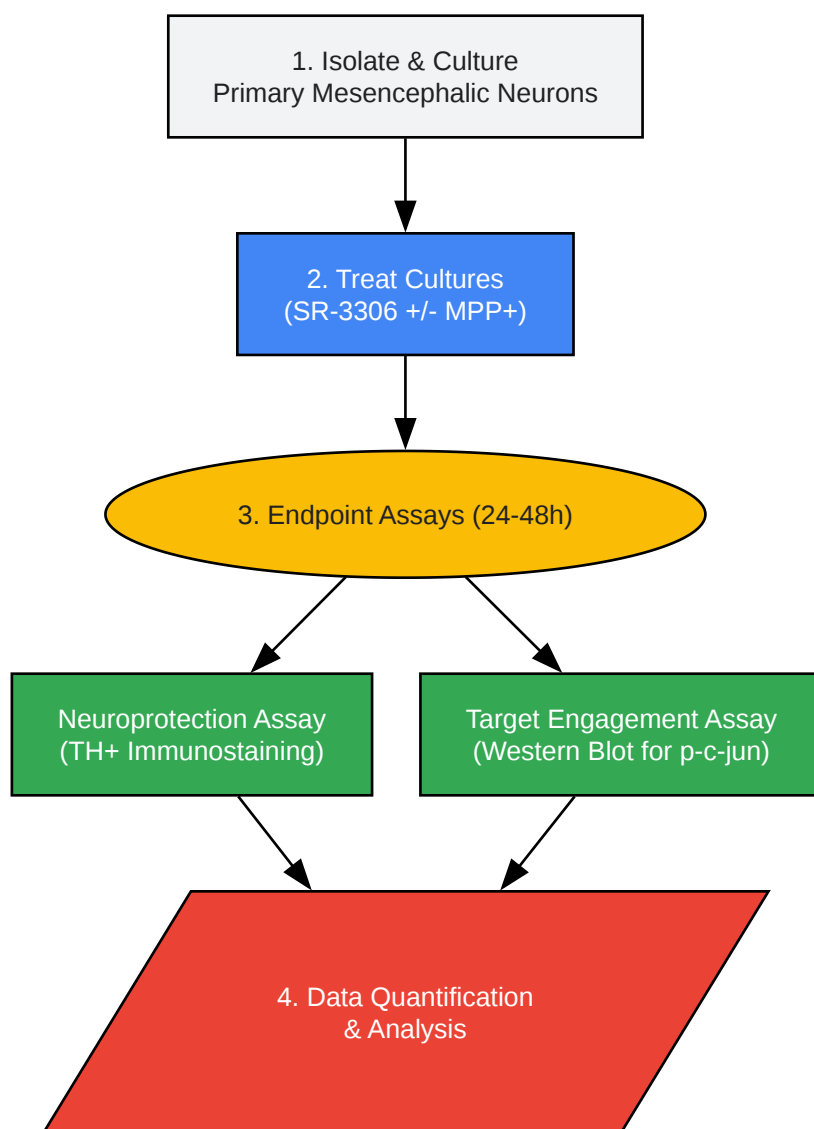 1. Isolate & Culture
Primary Mesencephalic Neurons
2. Treat Cultures
(SR-3306 +/- MPP+)
3. Endpoint Assays (24-48h)
Neuroprotection Assay
(TH+ Immunostaining)
Target Engagement Assay
(Western Blot for p-c-jun)
4. Data Quantification
& Analysis